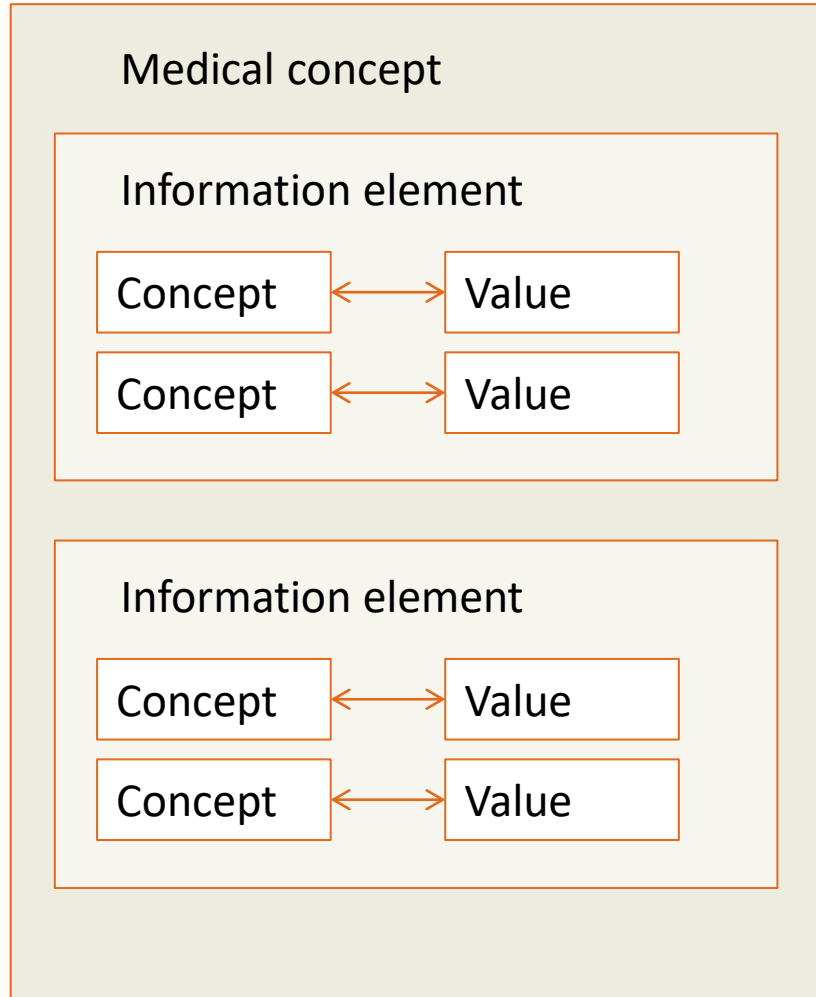 Medical concept
Information element
Concept Value
Concept Value
Information element
Concept Value
Concept Value